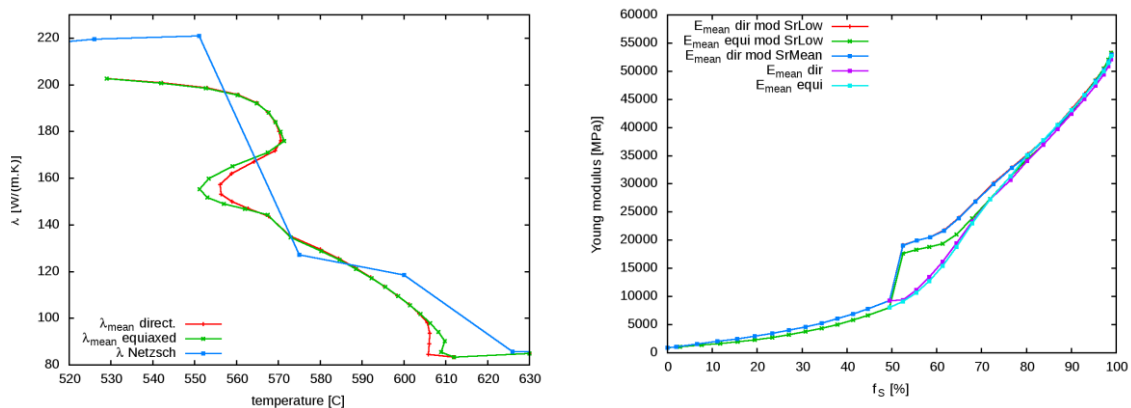 220
200
180
160
140
120
100
80
λ [W/(m.K)]
λmean direct.
λmean equiaxed
λ Netzsch
520 530 540 550 560 570 580 590 600 610 620 630
temperature [C]
60000
55000
50000
45000
40000
35000
30000
25000
20000
15000
10000
5000
0
Young modulus [MPa)]
Emean dir mod SrLow
Emean equi mod SrLow
Emean dir mod SrMean
Emean dir
Emean equi
0 10 20 30 40 50 60 70 80 90 100
fS [%]